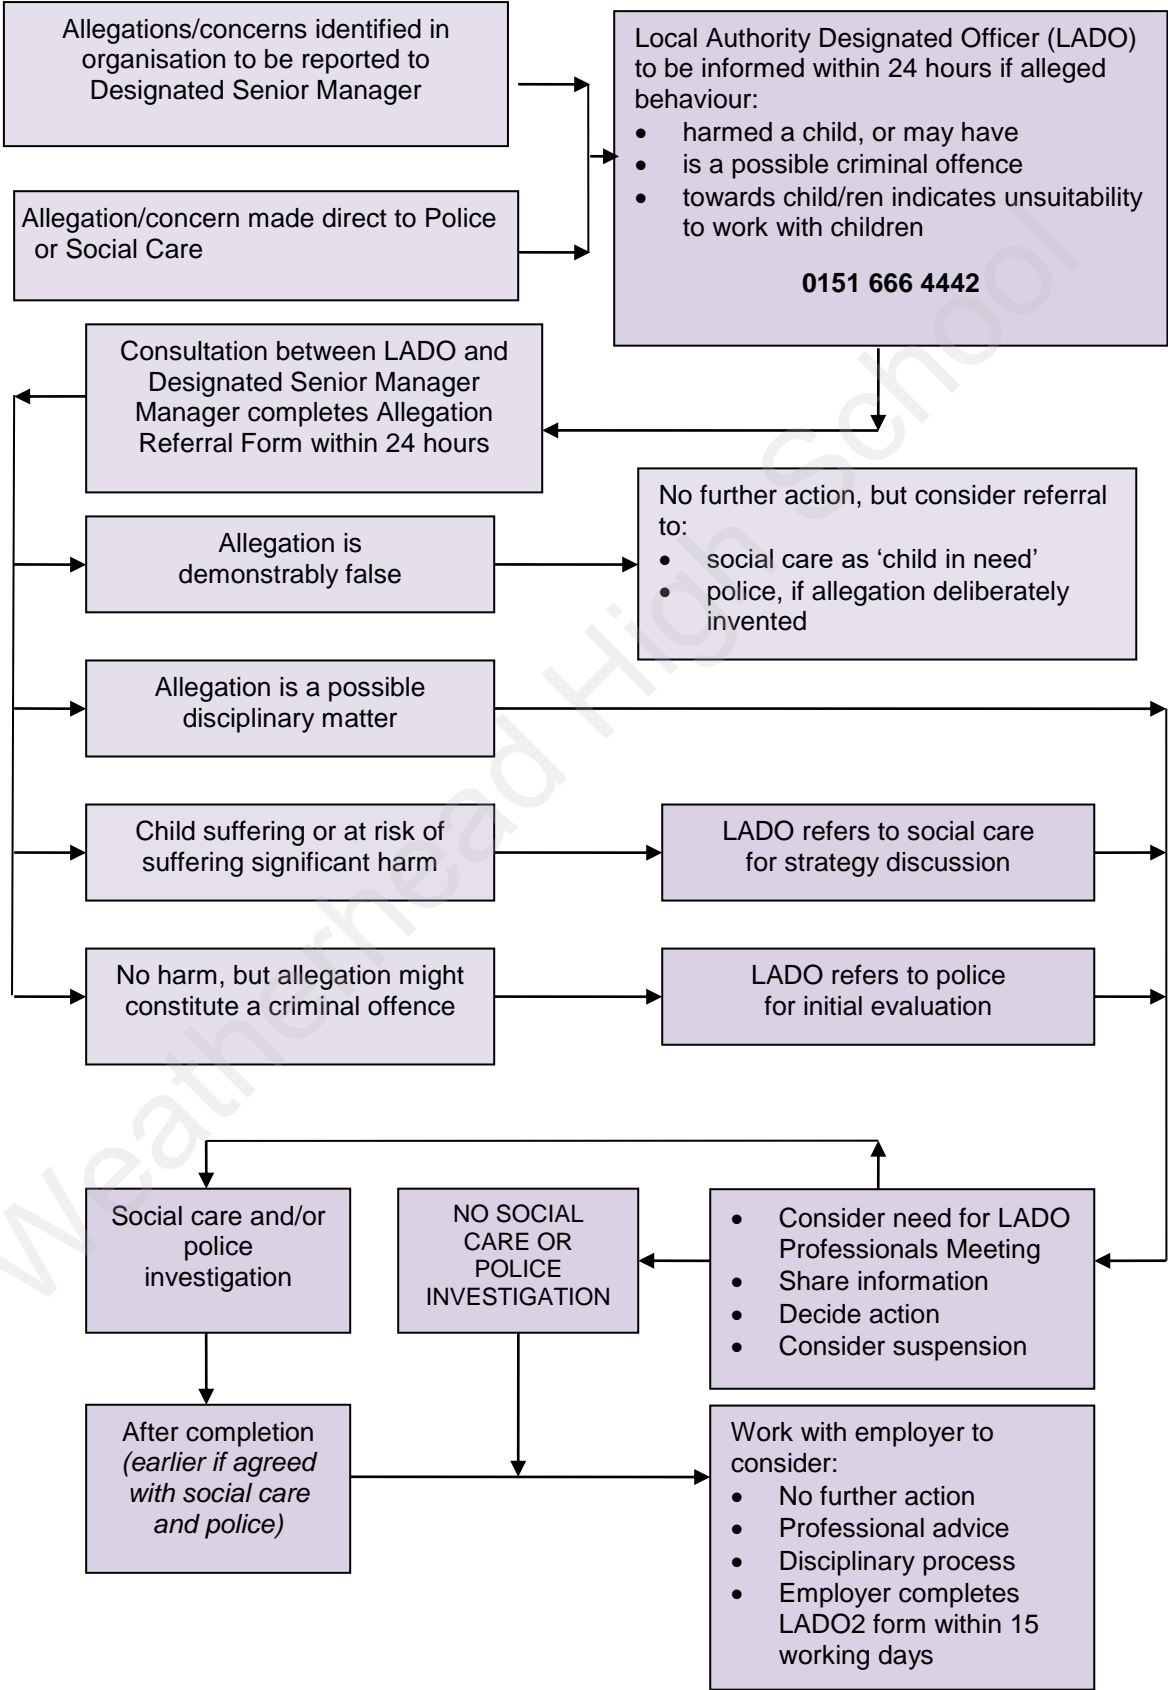 Allegations/concerns identified in
organisation to be reported to
Designated Senior Manager
Local Authority Designated Officer (LADO)
to be informed within 24 hours if alleged
behaviour:
• harmed a child, or may have
• is a possible criminal offence
• towards child/ren indicates unsuitability
to work with children
0151 666 4442
Allegation/concern made direct to Police
or Social Care
Consultation between LADO and
Designated Senior Manager
Manager completes Allegation
Referral Form within 24 hours
Allegation is
demonstrably false
No further action, but consider referral
to:
• social care as ‘child in need’
• police, if allegation deliberately
invented
Allegation is a possible
disciplinary matter
Child suffering or at risk of
suffering significant harm
LADO refers to social care
for strategy discussion
No harm, but allegation might
constitute a criminal offence
LADO refers to police
for initial evaluation
Social care and/or
police
investigation
NO SOCIAL
CARE OR
POLICE
INVESTIGATION
• Consider need for LADO
Professionals Meeting
• Share information
• Decide action
• Consider suspension
After completion
(earlier if agreed
with social care
and police)
Work with employer to
consider:
• No further action
• Professional advice
• Disciplinary process
• Employer completes
LADO2 form within 15
working days
Weatherhead High School